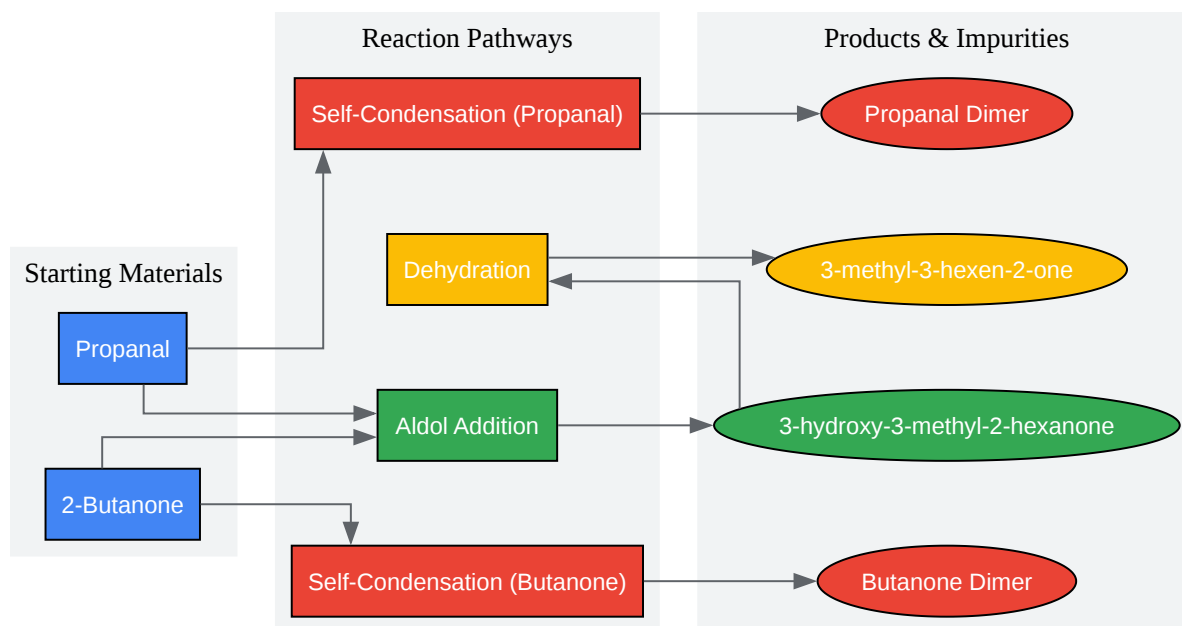 Reaction Pathways
Products & Impurities
Self-Condensation (Propanal)
Propanal Dimer
Starting Materials
Dehydration
3-methyl-3-hexen-2-one
Propanal
Aldol Addition
3-hydroxy-3-methyl-2-hexanone
2-Butanone
Self-Condensation (Butanone)
Butanone Dimer